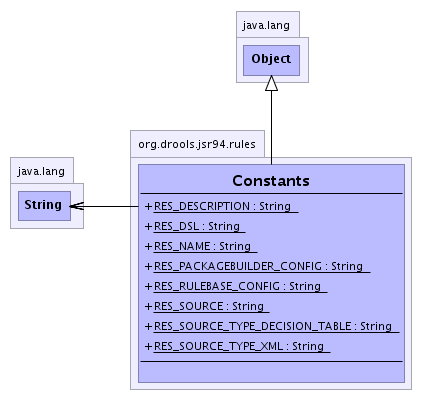 java.lang
Object
org.drools.jsr94.rules
java.lang
String
Constants
+ RES_DESCRIPTION : String
+ RES_DSL : String
+ RES_NAME : String
+ RES_PACKAGEBUILDER_CONFIG : String
+ RES_RULEBASE_CONFIG : String
+ RES_SOURCE : String
+ RES_SOURCE_TYPE_DECISION_TABLE : String
+ RES_SOURCE_TYPE_XML : String